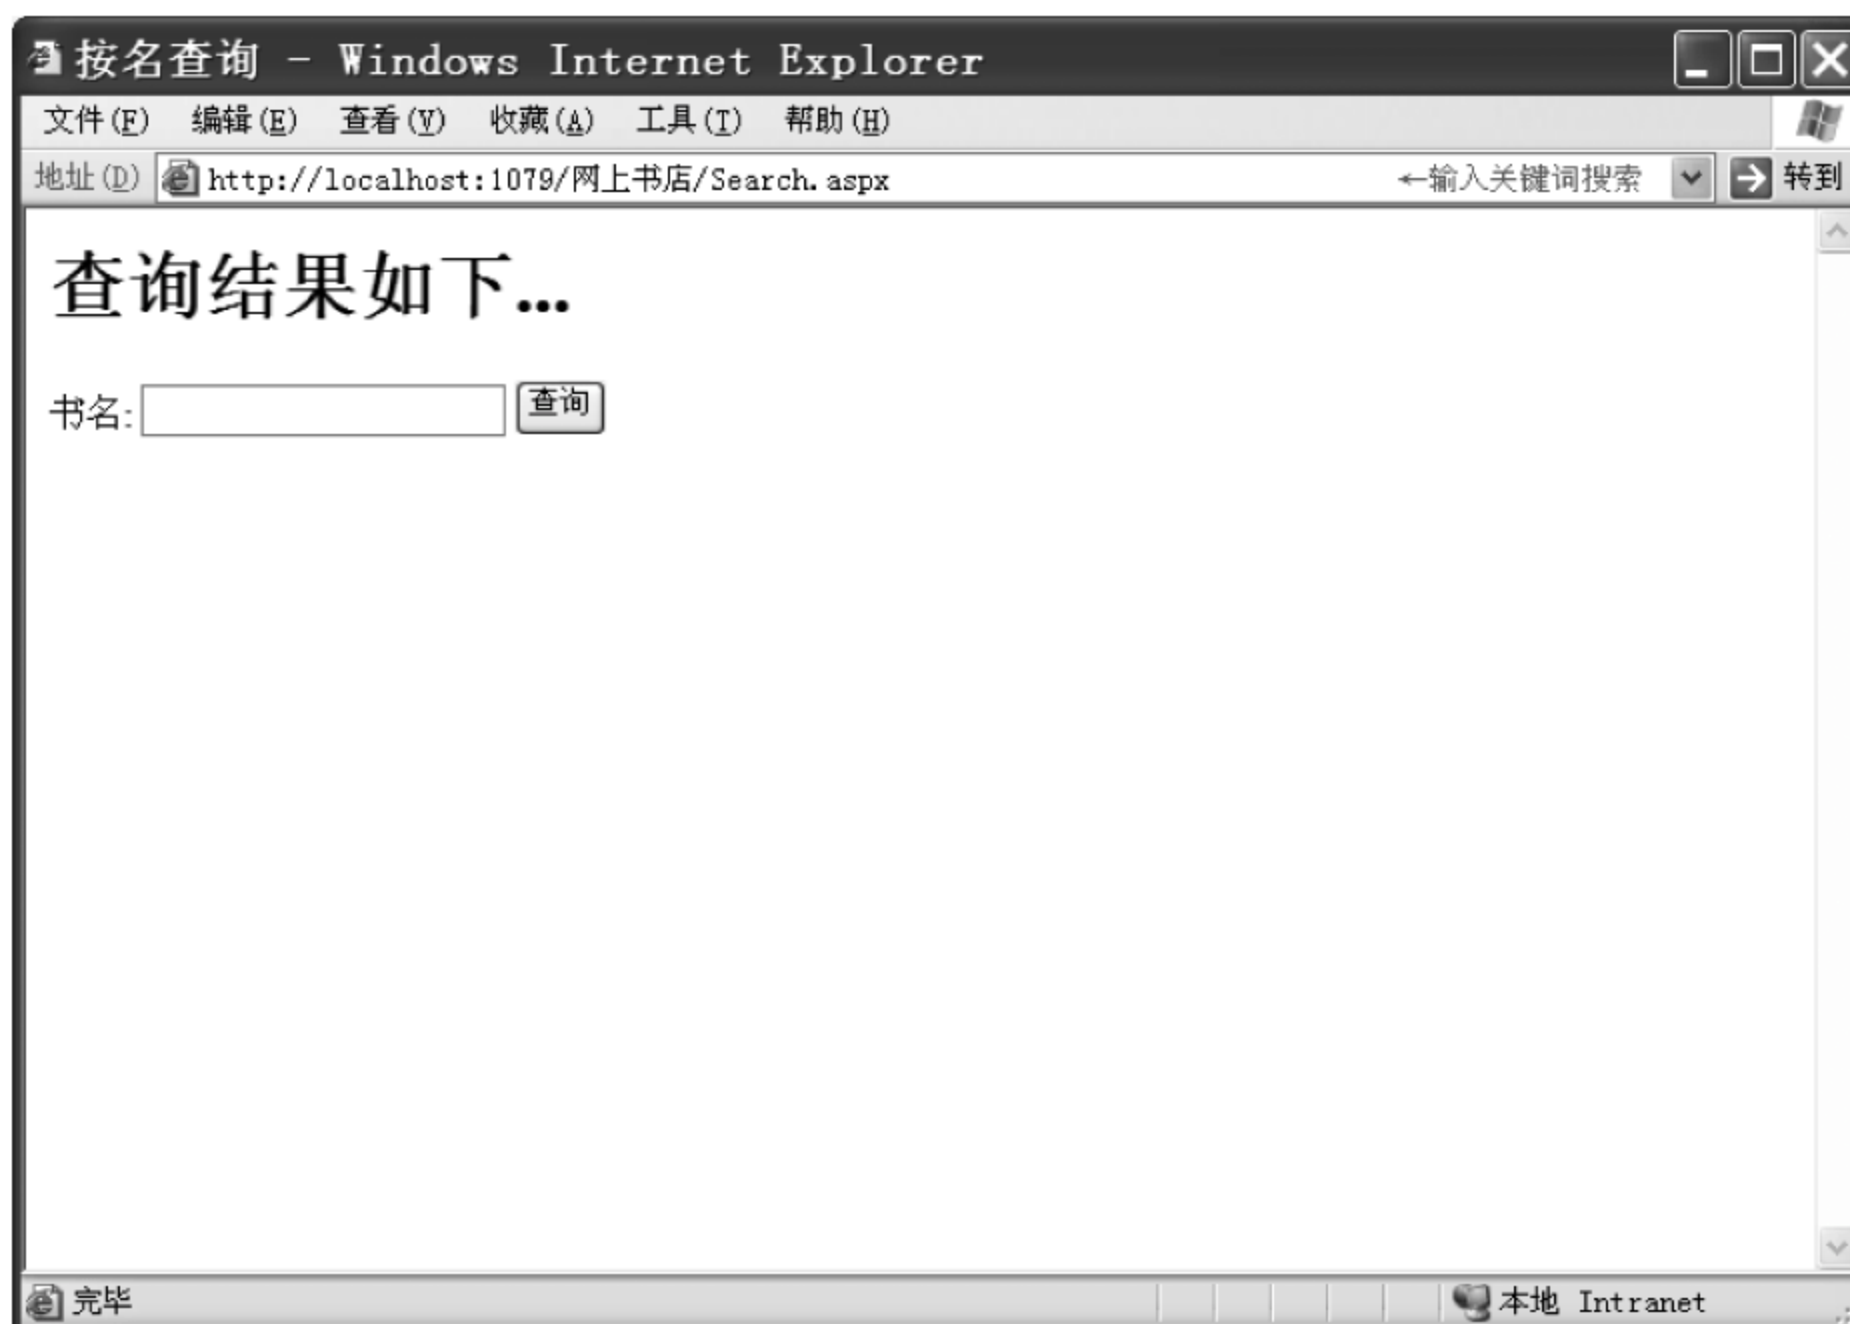 按名查询 - Windows Internet Explorer
文件(F) 编辑(E) 查看(V) 收藏(A) 工具(T) 帮助(H)
地址(D) http://localhost:1079/网上书店/Search.aspx ←输入关键词搜索 转到
查询结果如下...
书名: 查询
完毕 本地 Intranet